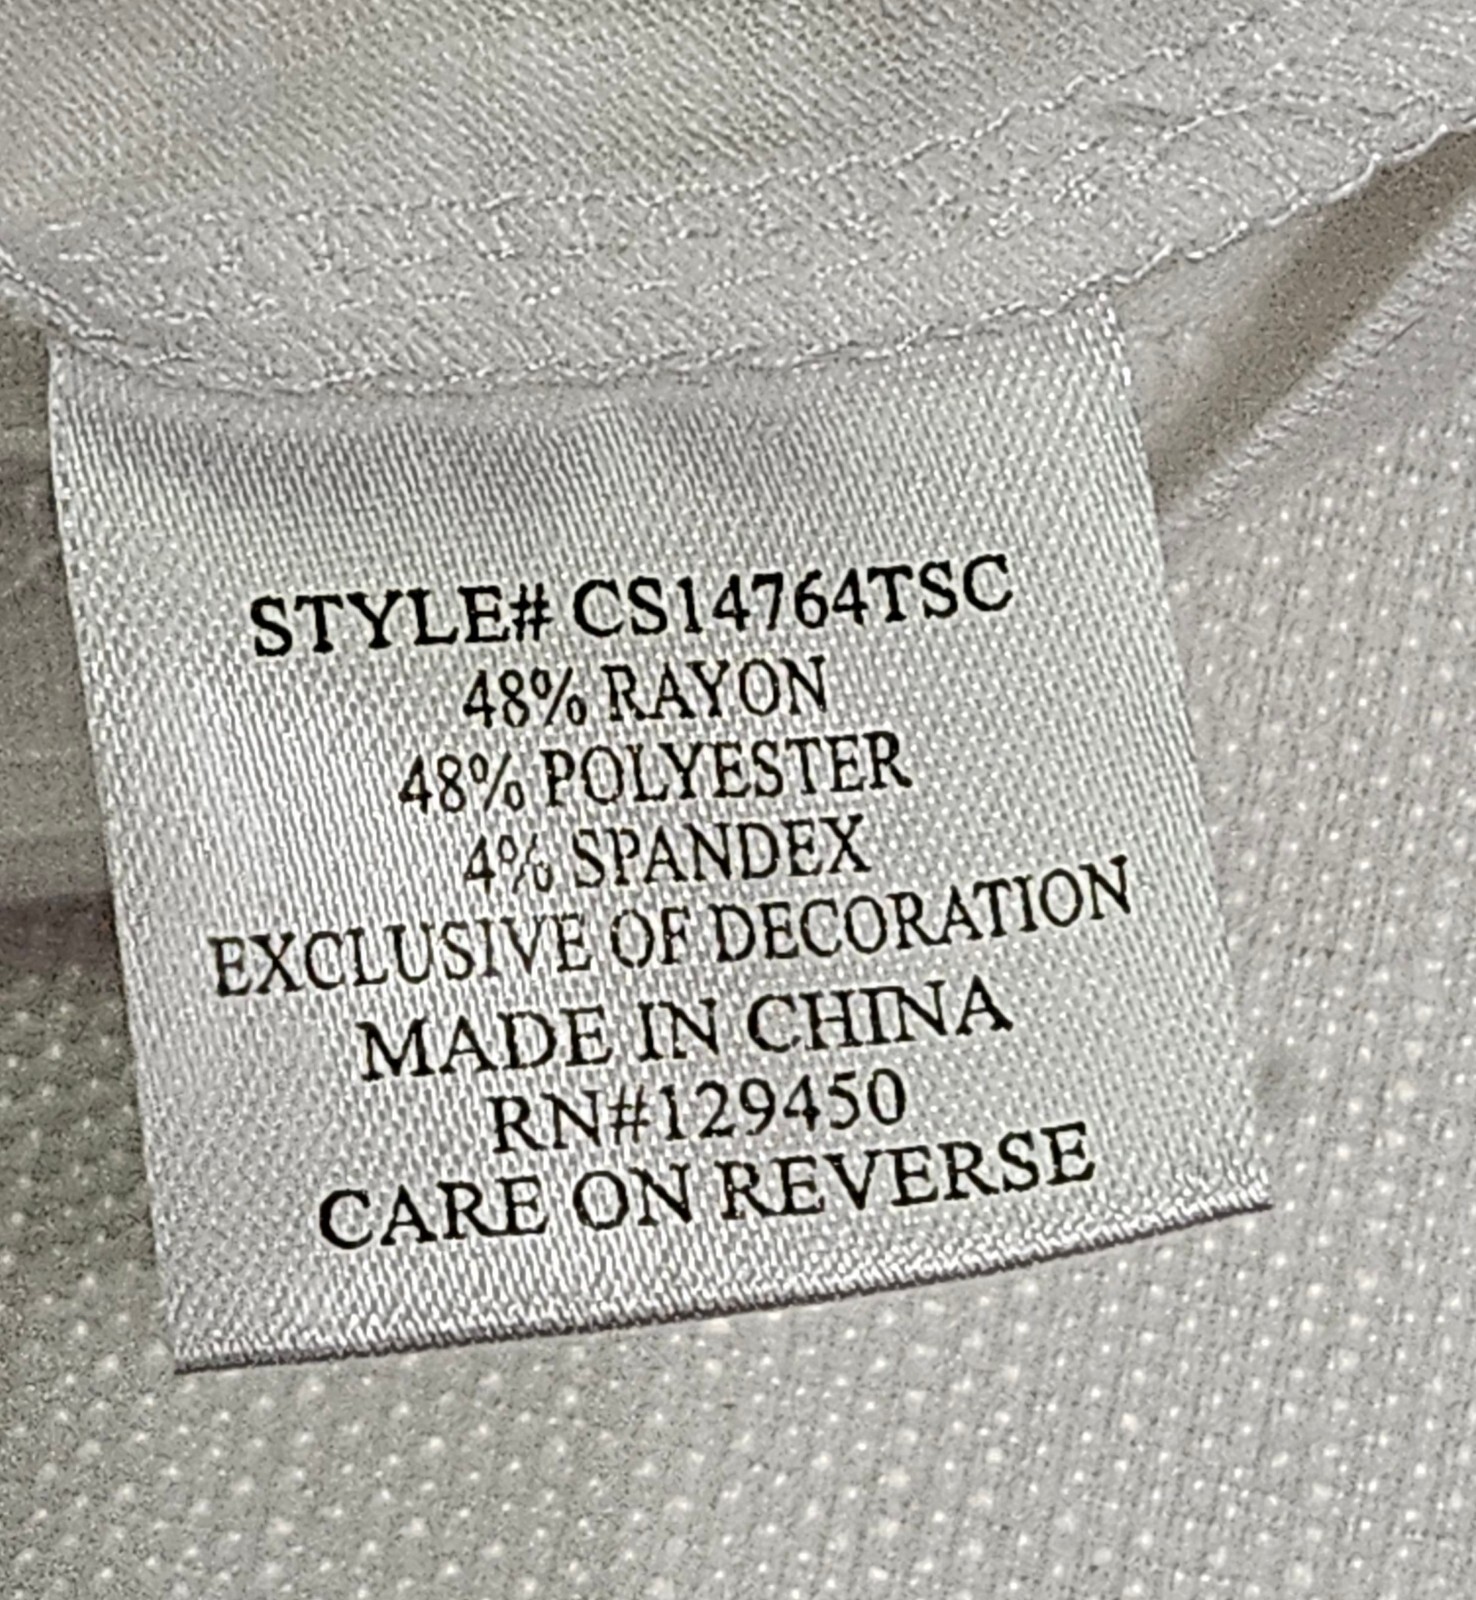 STYLE# CS14764TSC
48% RAYON
48% POLYESTER
4% SPANDEX
EXCLUSIVE OF DECORATION
MADE IN CHINA
RN#129450
CARE ON REVERSE